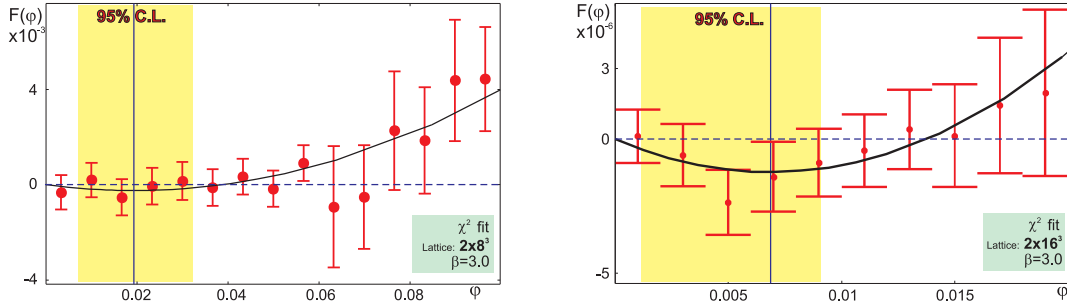 F(φ)
x10⁻³
95% C.L.
4
0
-4
0.02
0.04
0.06
0.08
φ
χ² fit
Lattice: 2x8³
β=3.0
F(φ)
x10⁻⁶
95% C.L.
3
0
-5
0.005
0.01
0.015
φ
χ² fit
Lattice: 2x16³
β=3.0